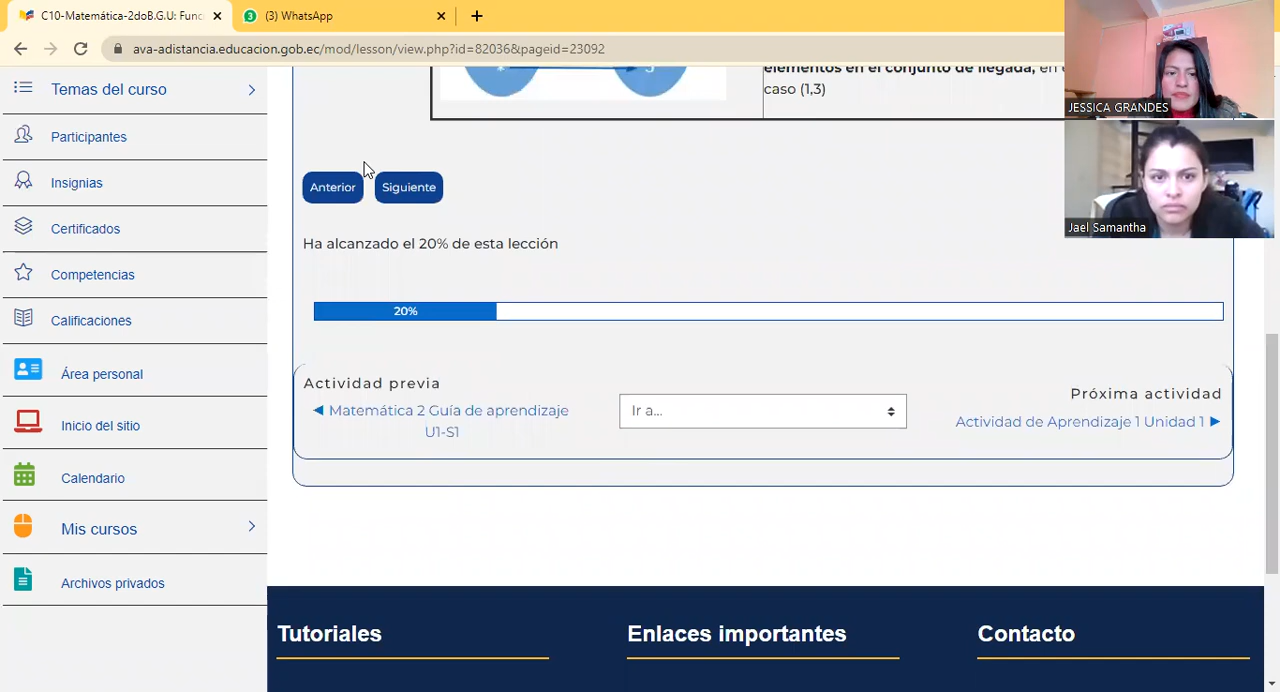 C10-Matemática-2doB.G.U: Func
(3) WhatsApp
ava-adistancia.educacion.gob.ec/mod/lesson/view.php?id=82036&pageid=23092
Temas del curso
Participantes
Insignias
Certificados
Competencias
Calificaciones
Área personal
Inicio del sitio
Calendario
Mis cursos
Archivos privados
elementos en el conjunto de llegada, en
caso (1,3)
Anterior
Siguiente
Ha alcanzado el 20% de esta lección
20%
Actividad previa
◄ Matemática 2 Guía de aprendizaje
U1-S1
Ir a...
Próxima actividad
Actividad de Aprendizaje 1 Unidad 1 ►
Tutoriales
Enlaces importantes
Contacto
JESSICA GRANDES
Jael Samantha